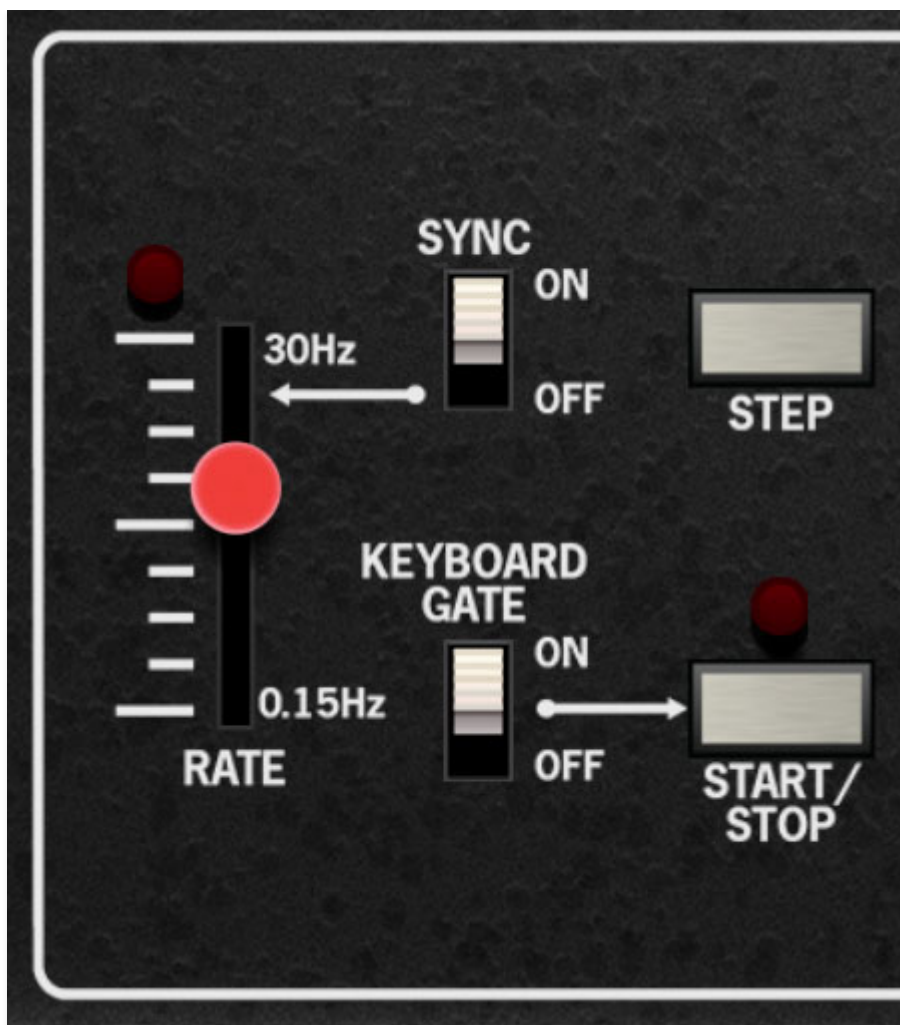 SYNC
ON
30Hz
OFF
STEP
KEYBOARD
GATE
ON
0.15Hz
OFF
RATE
START/
STOP